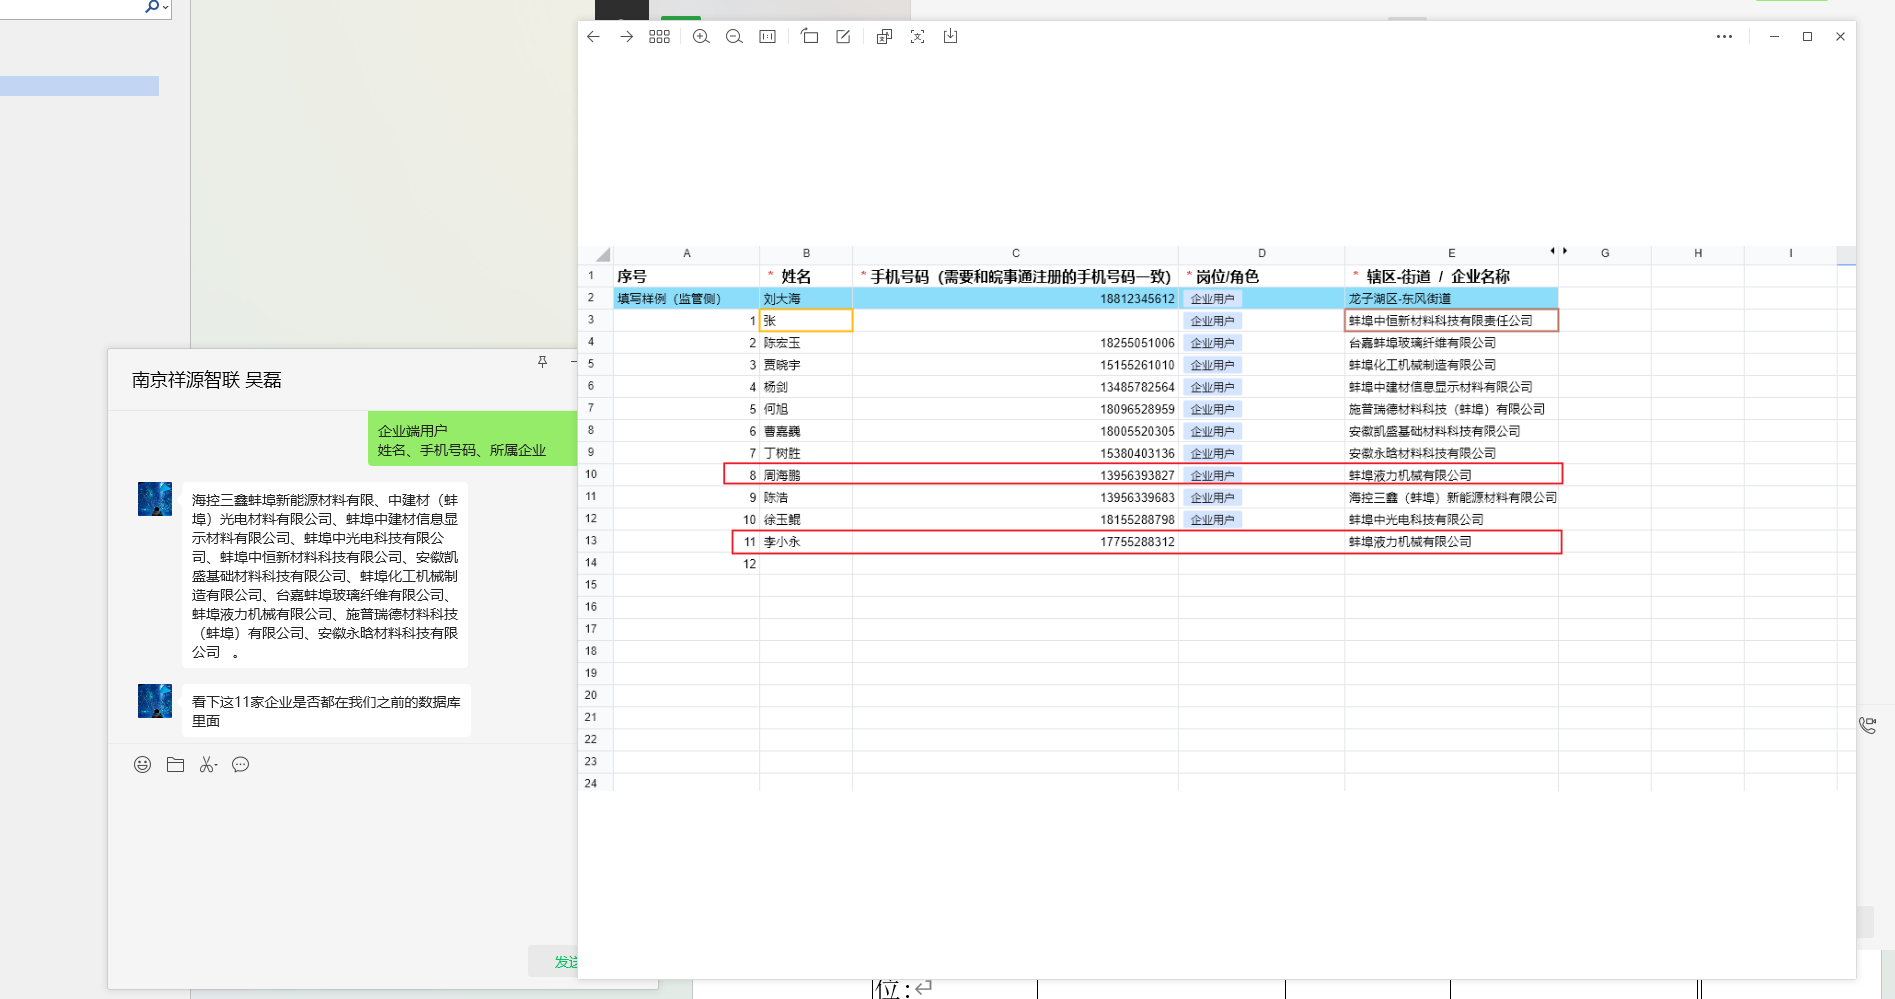 南京祥源智联 吴磊
企业端用户
姓名、手机号码、所属企业
海控三鑫蚌埠新能源材料有限、中建材（蚌
埠）光电材料有限公司、蚌埠中建材信息显
示材料有限公司、蚌埠中光电科技有限公
司、蚌埠中恒新材料科技有限公司、安徽凯
盛基础材料科技有限公司、蚌埠化工机械制
造有限公司、台嘉蚌埠玻璃纤维有限公司、
蚌埠液力机械有限公司、施普瑞德材料科技
（蚌埠）有限公司、安徽永晗材料科技有限
公司 。
看下这11家企业是否都在我们之前的数据库
里面
发送
A B C D E G H I
1 序号 * 姓名 * 手机号码（需要和皖事通注册的手机号码一致） * 岗位/角色 * 辖区-街道 / 企业名称
2 填写样例（监管侧） 刘大海 18812345612 企业用户 龙子湖区-东风街道
3 1 张 企业用户 蚌埠中恒新材料科技有限责任公司
4 2 陈宏玉 18255051006 企业用户 台嘉蚌埠玻璃纤维有限公司
5 3 贾晓宇 15155261010 企业用户 蚌埠化工机械制造有限公司
6 4 杨剑 13485782564 企业用户 蚌埠中建材信息显示材料有限公司
7 5 何旭 18096528959 企业用户 施普瑞德材料科技（蚌埠）有限公司
8 6 曹嘉巍 18005520305 企业用户 安徽凯盛基础材料科技有限公司
9 7 丁树胜 15380403136 企业用户 安徽永晗材料科技有限公司
10 8 周海鹏 13956393827 企业用户 蚌埠液力机械有限公司
11 9 陈浩 13956339683 企业用户 海控三鑫（蚌埠）新能源材料有限公司
12 10 徐玉鲲 18155288798 企业用户 蚌埠中光电科技有限公司
13 11 李小永 17755288312 蚌埠液力机械有限公司
14 12
15
16
17
18
19
20
21
22
23
24
位：